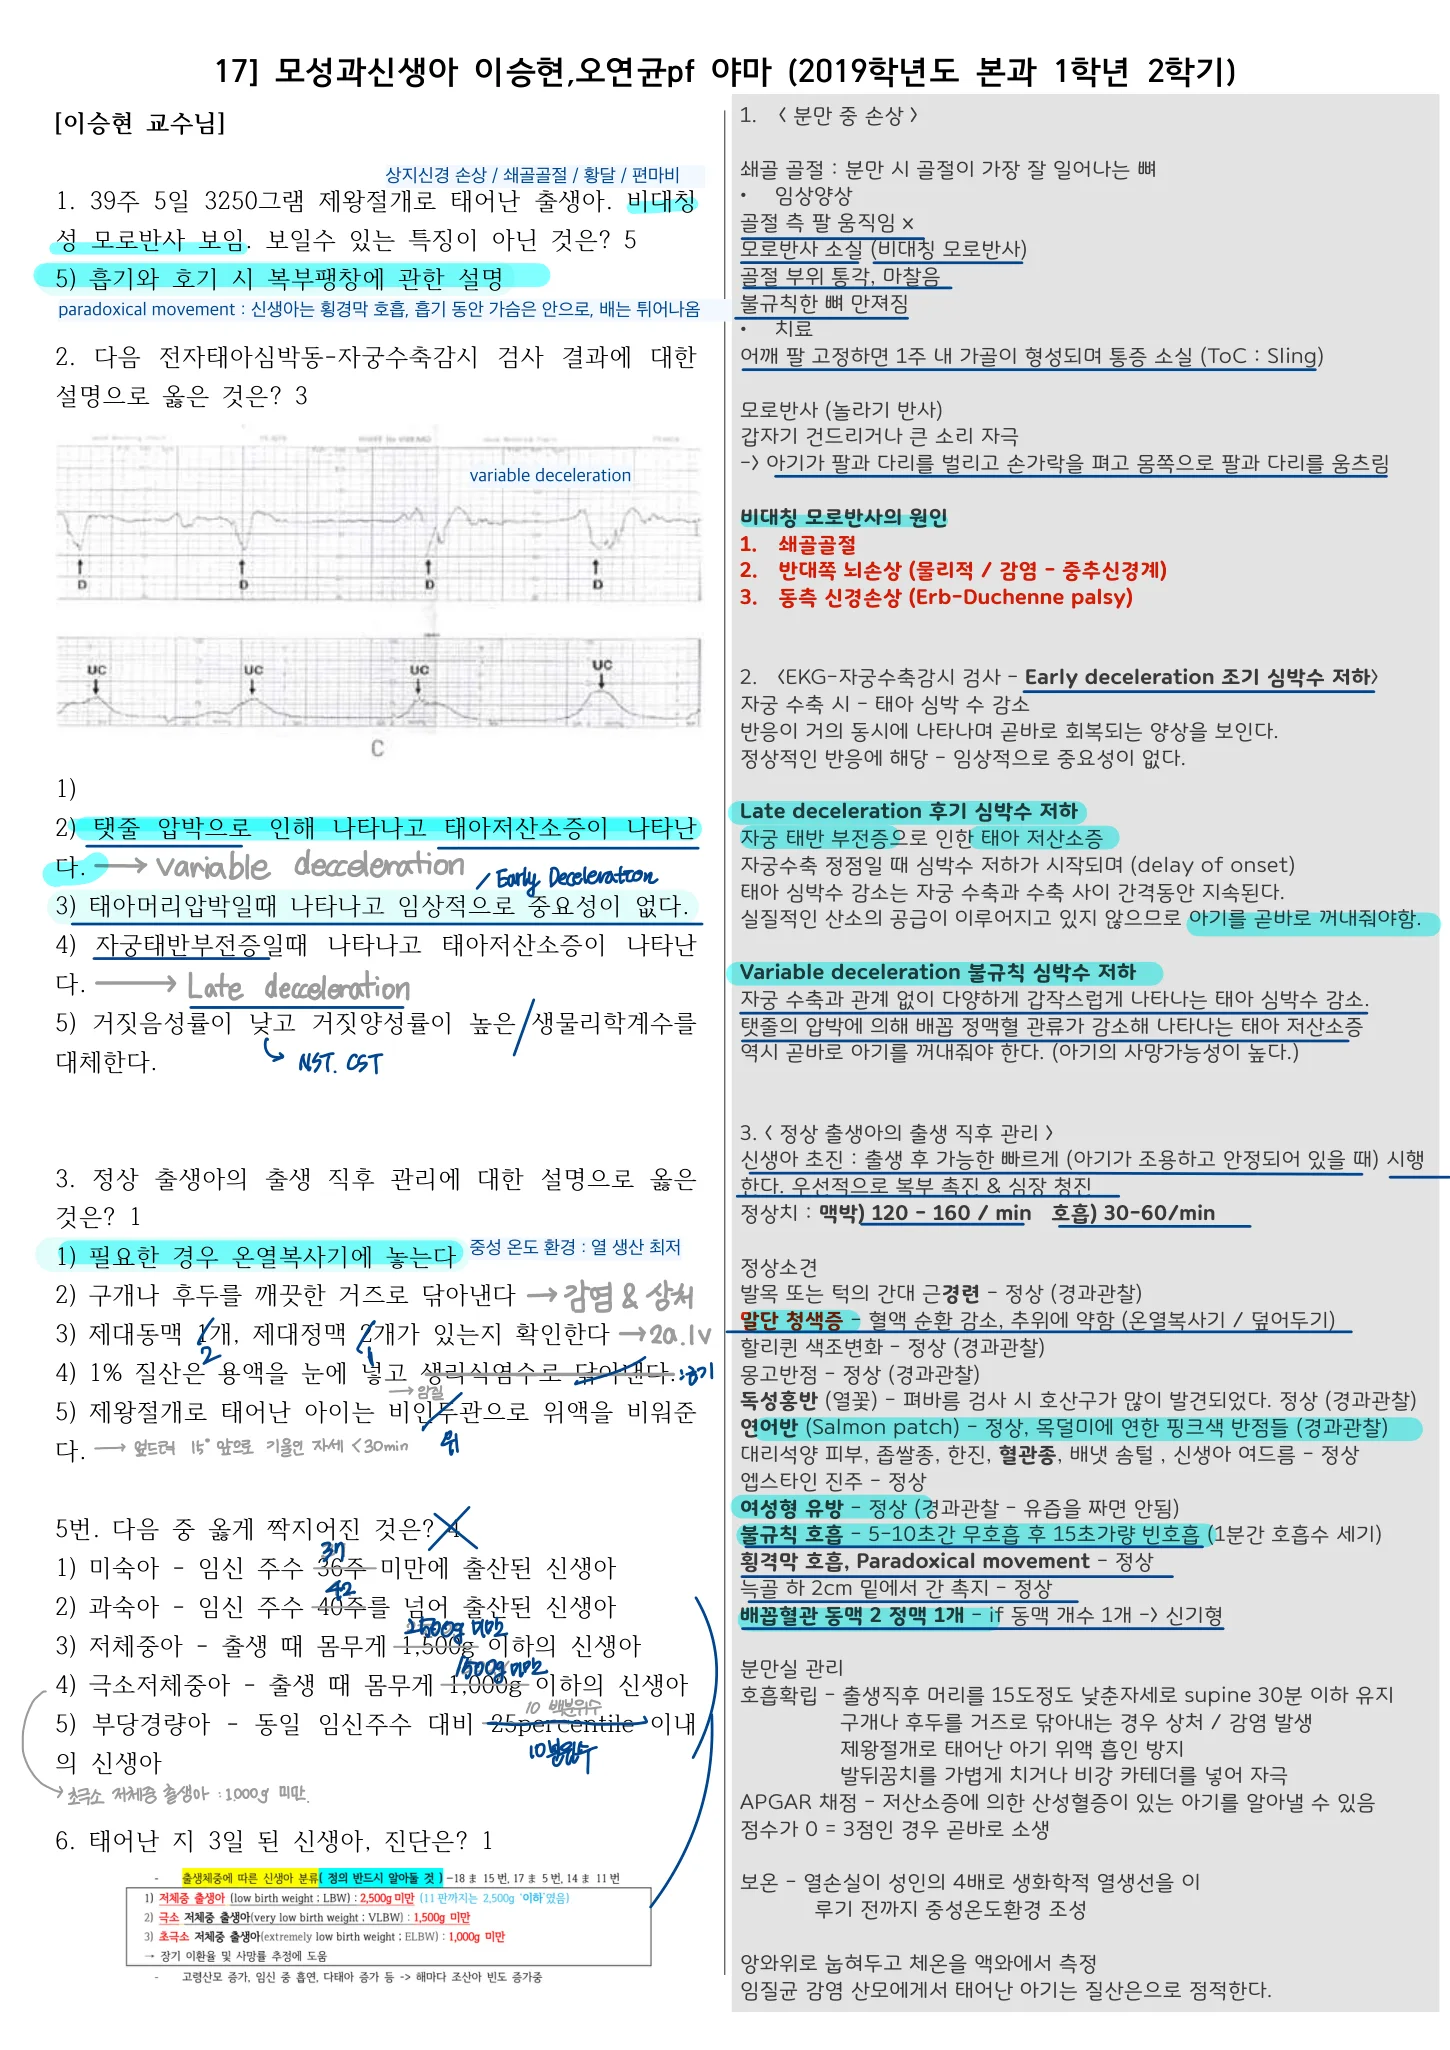 17] 모성과신생아 이승현,오연균pf 야마 (2019학년도 본과 1학년 2학기)
[이승현 교수님]
상지신경 손상 / 쇄골골절 / 황달 / 편마비
1. 39주 5일 3250그램 제왕절개로 태어난 출생아. 비대칭
성 모로반사 보임. 보일수 있는 특징이 아닌 것은? 5
5) 흡기와 호기 시 복부팽창에 관한 설명
paradoxical movement : 신생아는 횡경막 호흡, 흡기 동안 가슴은 안으로, 배는 튀어나옴
2. 다음 전자태아심박동-자궁수축감시 검사 결과에 대한
설명으로 옳은 것은? 3
variable deceleration
D D D D
UC UC UC UC
C
1)
2) 탯줄 압박으로 인해 나타나고 태아저산소증이 나타난
다. → variable decceleration
/ Early Deceleration
3) 태아머리압박일때 나타나고 임상적으로 중요성이 없다.
4) 자궁태반부전증일때 나타나고 태아저산소증이 나타난
다. → Late decceleration
5) 거짓음성률이 낮고 거짓양성률이 높은 / 생물리학계수를
대체한다.
NST. CST
3. 정상 출생아의 출생 직후 관리에 대한 설명으로 옳은
것은? 1
1) 필요한 경우 온열복사기에 놓는다 중성 온도 환경 : 열 생산 최저
2) 구개나 후두를 깨끗한 거즈로 닦아낸다 → 감염 & 상처
3) 제대동맥 1개, 제대정맥 2개가 있는지 확인한다 → 2a.1v
2 1
4) 1% 질산은 용액을 눈에 넣고 생리식염수로 닦아낸다.
5) 제왕절개로 태어난 아이는 비인두관으로 위액을 비워준
위
다. → 엎드려 15° 앞으로 기울인 자세 < 30min
5번. 다음 중 옳게 짝지어진 것은? 4
37
1) 미숙아 - 임신 주수 36주 미만에 출산된 신생아
42
2) 과숙아 - 임신 주수 40주를 넘어 출산된 신생아
2500g 미만
3) 저체중아 - 출생 때 몸무게 1,500g 이하의 신생아
1500g 미만
4) 극소저체중아 - 출생 때 몸무게 1,000g 이하의 신생아
10 백분위수
5) 부당경량아 - 동일 임신주수 대비 25percentile 이내
의 신생아
10백분위수
→ 초극소 저체중 출생아 : 1000g 미만.
6. 태어난 지 3일 된 신생아, 진단은? 1
- 출생체중에 따른 신생아 분류( 정의 반드시 알아둘 것 ) -18 ㅎ 15 번, 17 ㅎ 5 번, 14 ㅎ 11 번
1) 저체중 출생아 (low birth weight ; LBW) : 2,500g 미만 (11 판까지는 2,500g '이하'였음)
2) 극소 저체중 출생아(very low birth weight ; VLBW) : 1,500g 미만
3) 초극소 저체중 출생아(extremely low birth weight ; ELBW) : 1,000g 미만
→ 장기 이환율 및 사망률 추정에 도움
- 고령산모 증가, 임신 중 흡연, 다태아 증가 등 -> 해마다 조산아 빈도 증가중
1. < 분만 중 손상 >
쇄골 골절 : 분만 시 골절이 가장 잘 일어나는 뼈
• 임상양상
골절 측 팔 움직임 x
모로반사 소실 (비대칭 모로반사)
골절 부위 통각, 마찰음
불규칙한 뼈 만져짐
• 치료
어깨 팔 고정하면 1주 내 가골이 형성되며 통증 소실 (ToC : Sling)
모로반사 (놀라기 반사)
갑자기 건드리거나 큰 소리 자극
-> 아기가 팔과 다리를 벌리고 손가락을 펴고 몸쪽으로 팔과 다리를 움츠림
비대칭 모로반사의 원인
1. 쇄골골절
2. 반대쪽 뇌손상 (물리적 / 감염 - 중추신경계)
3. 동측 신경손상 (Erb-Duchenne palsy)
2. <EKG-자궁수축감시 검사 - Early deceleration 조기 심박수 저하>
자궁 수축 시 - 태아 심박 수 감소
반응이 거의 동시에 나타나며 곧바로 회복되는 양상을 보인다.
정상적인 반응에 해당 - 임상적으로 중요성이 없다.
Late deceleration 후기 심박수 저하
자궁 태반 부전증으로 인한 태아 저산소증
자궁수축 정점일 때 심박수 저하가 시작되며 (delay of onset)
태아 심박수 감소는 자궁 수축과 수축 사이 간격동안 지속된다.
실질적인 산소의 공급이 이루어지고 있지 않으므로 아기를 곧바로 꺼내줘야함.
Variable deceleration 불규칙 심박수 저하
자궁 수축과 관계 없이 다양하게 갑작스럽게 나타나는 태아 심박수 감소.
탯줄의 압박에 의해 배꼽 정맥혈 관류가 감소해 나타나는 태아 저산소증
역시 곧바로 아기를 꺼내줘야 한다. (아기의 사망가능성이 높다.)
3. < 정상 출생아의 출생 직후 관리 >
신생아 초진 : 출생 후 가능한 빠르게 (아기가 조용하고 안정되어 있을 때) 시행
한다. 우선적으로 복부 촉진 & 심장 청진
정상치 : 맥박) 120 - 160 / min 호흡) 30-60/min
정상소견
발목 또는 턱의 간대 근경련 - 정상 (경과관찰)
말단 청색증 - 혈액 순환 감소, 추위에 약함 (온열복사기 / 덮어두기)
할리퀸 색조변화 - 정상 (경과관찰)
몽고반점 - 정상 (경과관찰)
독성홍반 (열꽃) - 펴바름 검사 시 호산구가 많이 발견되었다. 정상 (경과관찰)
연어반 (Salmon patch) - 정상, 목덜미에 연한 핑크색 반점들 (경과관찰)
대리석양 피부, 좁쌀종, 한진, 혈관종, 배냇 솜털 , 신생아 여드름 - 정상
엡스타인 진주 - 정상
여성형 유방 - 정상 (경과관찰 - 유즙을 짜면 안됨)
불규칙 호흡 - 5-10초간 무호흡 후 15초가량 빈호흡 (1분간 호흡수 세기)
횡격막 호흡, Paradoxical movement - 정상
늑골 하 2cm 밑에서 간 촉지 - 정상
배꼽혈관 동맥 2 정맥 1개 - if 동맥 개수 1개 -> 신기형
분만실 관리
호흡확립 - 출생직후 머리를 15도정도 낮춘자세로 supine 30분 이하 유지
구개나 후두를 거즈로 닦아내는 경우 상처 / 감염 발생
제왕절개로 태어난 아기 위액 흡인 방지
발뒤꿈치를 가볍게 치거나 비강 카테더를 넣어 자극
APGAR 채점 - 저산소증에 의한 산성혈증이 있는 아기를 알아낼 수 있음
점수가 0 = 3점인 경우 곧바로 소생
보온 - 열손실이 성인의 4배로 생화학적 열생선을 이
루기 전까지 중성온도환경 조성
앙와위로 눕혀두고 체온을 액와에서 측정
임질균 감염 산모에게서 태어난 아기는 질산은으로 점적한다.